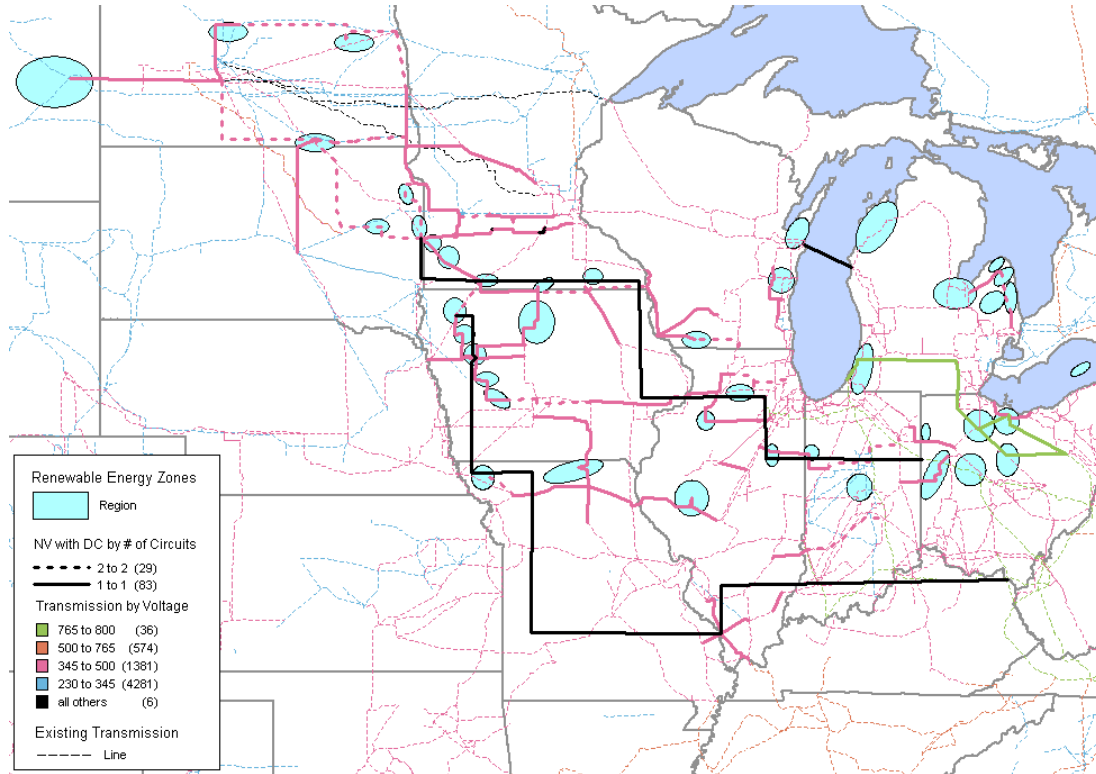 Renewable Energy Zones
Region
NV with DC by # of Circuits
2 to 2 (29)
1 to 1 (83)
Transmission by Voltage
765 to 800 (36)
500 to 765 (574)
345 to 500 (1381)
230 to 345 (4281)
all others (6)
Existing Transmission
Line